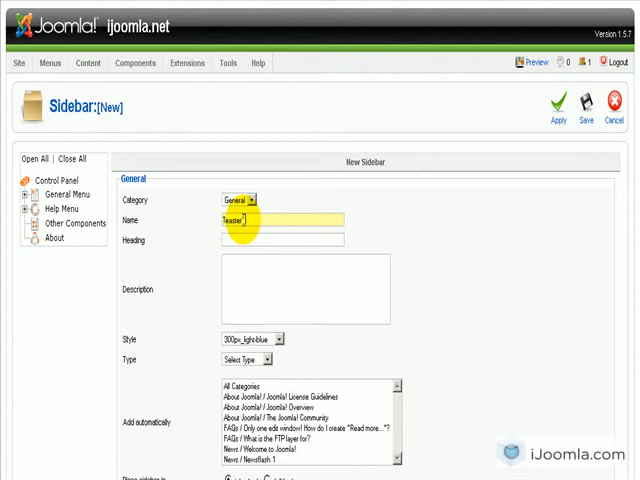 Joomla! ijoomla.net
Version 1.5.7
Site Menus Content Components Extensions Tools Help Preview 0 1 Logout
Sidebar:[New]
Apply Save Cancel
Open All | Close All
Control Panel
General Menu
Help Menu
Other Components
About
New Sidebar
General
Category General
Name Teaster
Heading
Description
Style 300px_light-blue
Type Select Type
Add automatically
All Categories
About Joomla! / Joomla! License Guidelines
About Joomla! / Joomla! Overview
About Joomla! / The Joomla! Community
FAQs / Only one edit window! How do I create "Read more..."?
FAQs / What is the FTP layer for?
News / Welcome to Joomla!
News / Newsflash 1
iJoomla.com